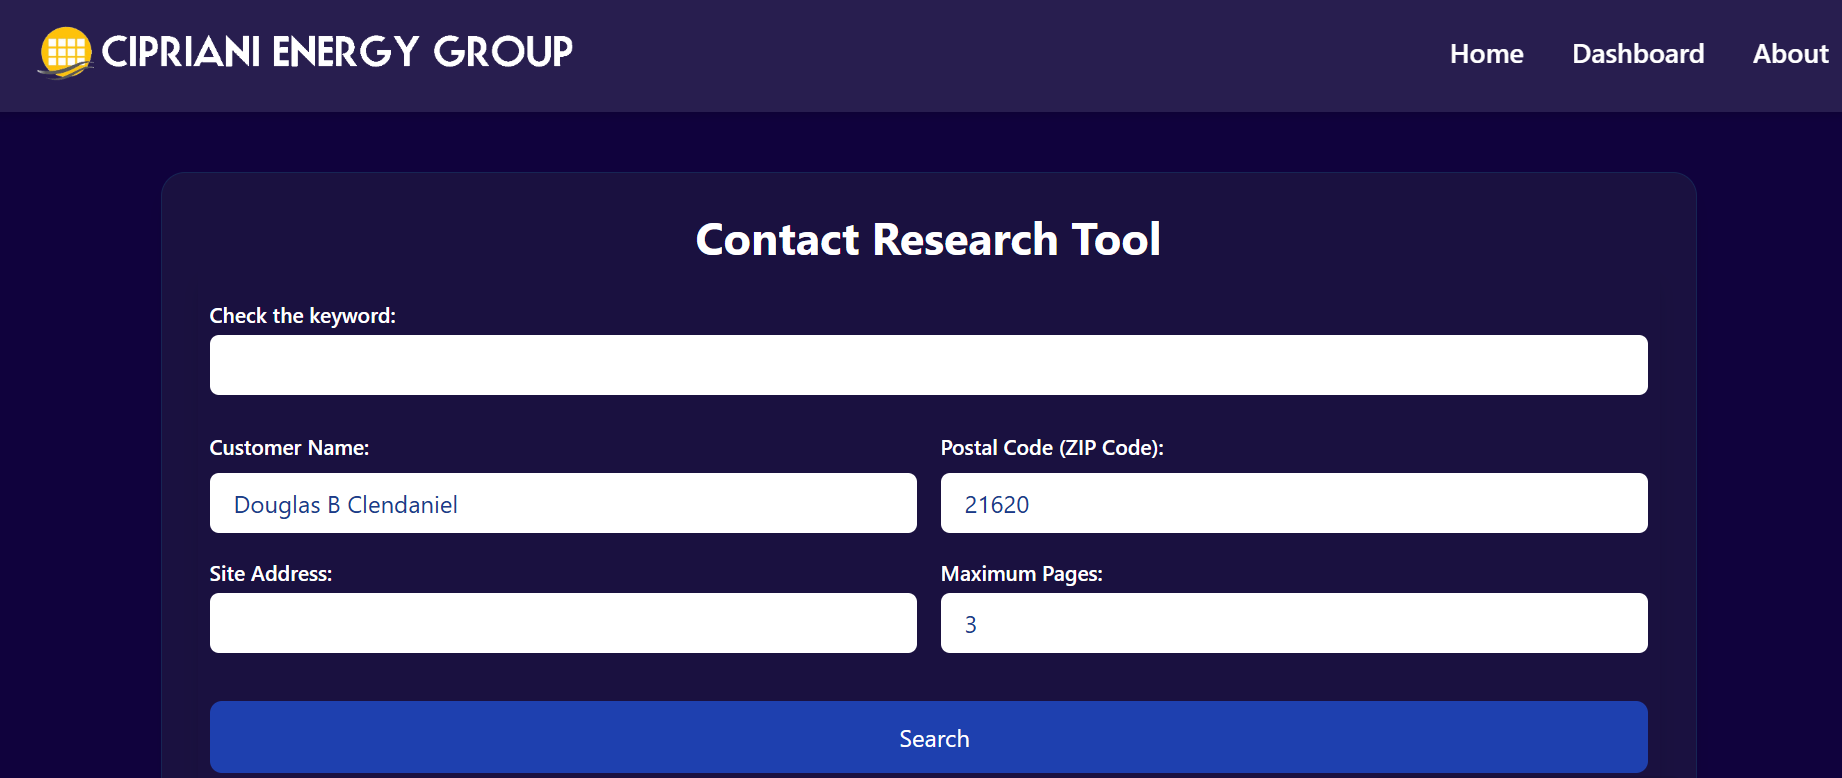 CIPRIANI ENERGY GROUP
Home Dashboard About
Contact Research Tool
Check the keyword:
Customer Name: Postal Code (ZIP Code):
Douglas B Clendaniel 21620
Site Address: Maximum Pages:
3
Search